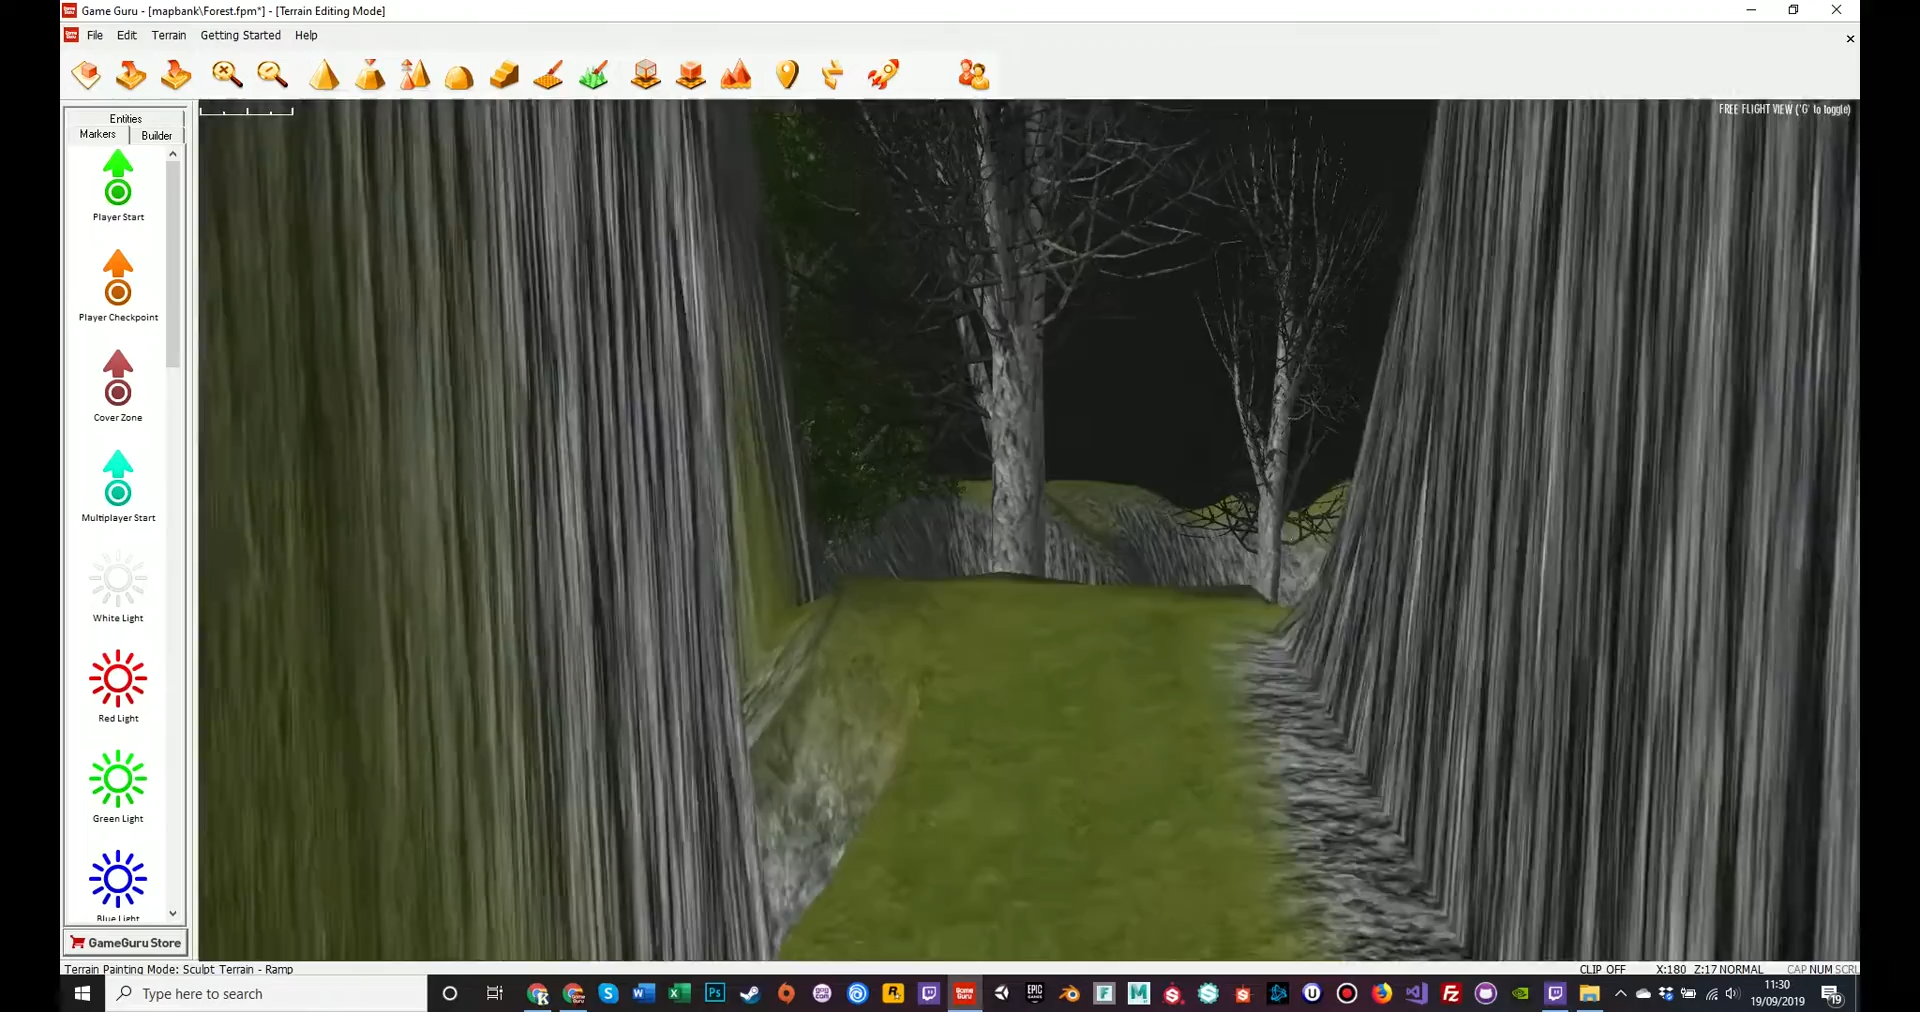 Game Guru - [mapbank\Forest.fpm*] - [Terrain Editing Mode]
File Edit Terrain Getting Started Help
FREE FLIGHT VIEW ('G' to toggle)
Entities
Markers Builder
Player Start
Player Checkpoint
Cover Zone
Multiplayer Start
White Light
Red Light
Green Light
Blue Light
GameGuru Store
Terrain Painting Mode: Sculpt Terrain - Ramp
CLIP OFF X:180 Z:17 NORMAL CAP NUM SCRL
Type here to search
11:30
19/09/2019
19